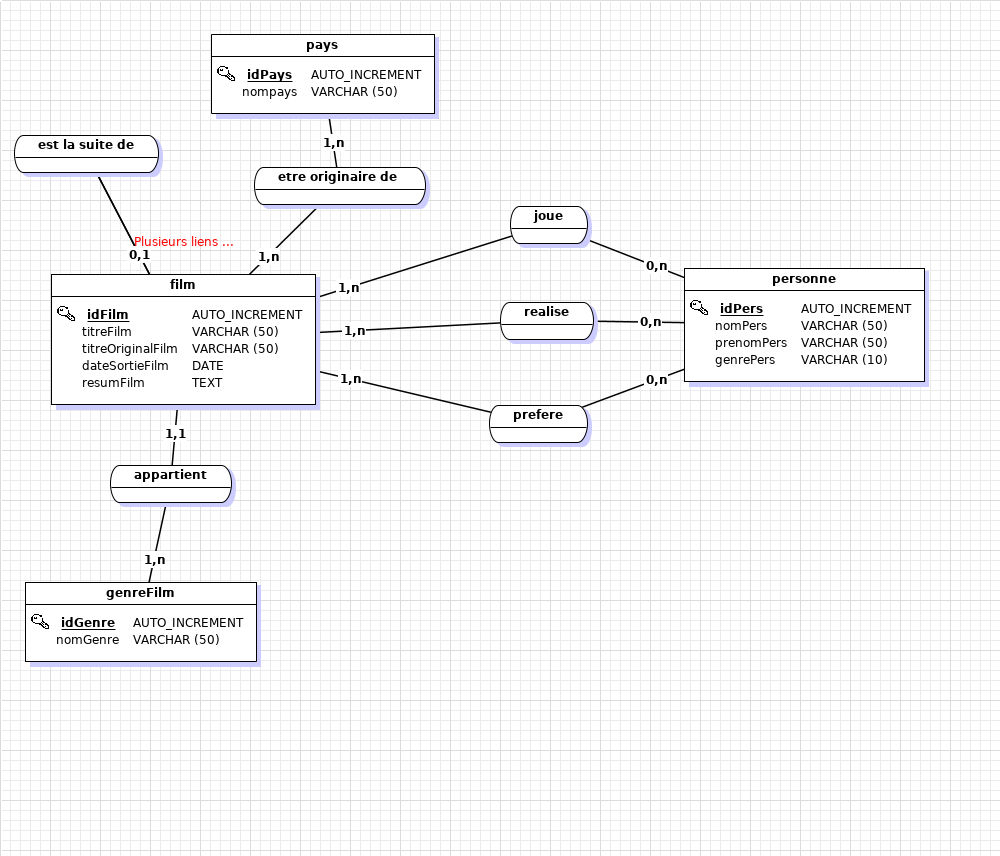 pays
idPays AUTO_INCREMENT
nompays VARCHAR (50)
1,n
est la suite de
etre originaire de
Plusieurs liens ...
0,1
1,n
joue
1,n
0,n
film
idFilm AUTO_INCREMENT
titreFilm VARCHAR (50)
titreOriginalFilm VARCHAR (50)
dateSortieFilm DATE
resumFilm TEXT
realise
1,n
0,n
personne
idPers AUTO_INCREMENT
nomPers VARCHAR (50)
prenomPers VARCHAR (50)
genrePers VARCHAR (10)
1,n
0,n
prefere
1,1
appartient
1,n
genreFilm
idGenre AUTO_INCREMENT
nomGenre VARCHAR (50)